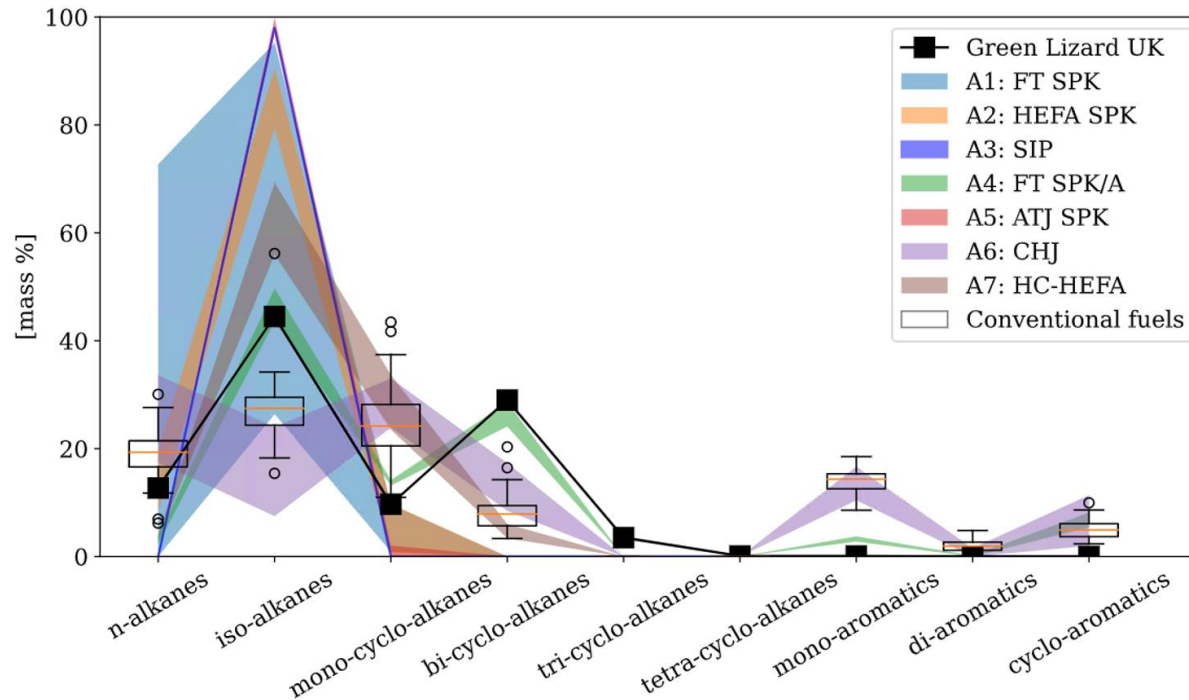 100
80
60
40
20
0
[mass %]
Green Lizard UK
A1: FT SPK
A2: HEFA SPK
A3: SIP
A4: FT SPK/A
A5: ATJ SPK
A6: CHJ
A7: HC-HEFA
Conventional fuels
n-alkanes
iso-alkanes
mono-cyclo-alkanes
bi-cyclo-alkanes
tri-cyclo-alkanes
tetra-cyclo-alkanes
mono-aromatics
di-aromatics
cyclo-aromatics